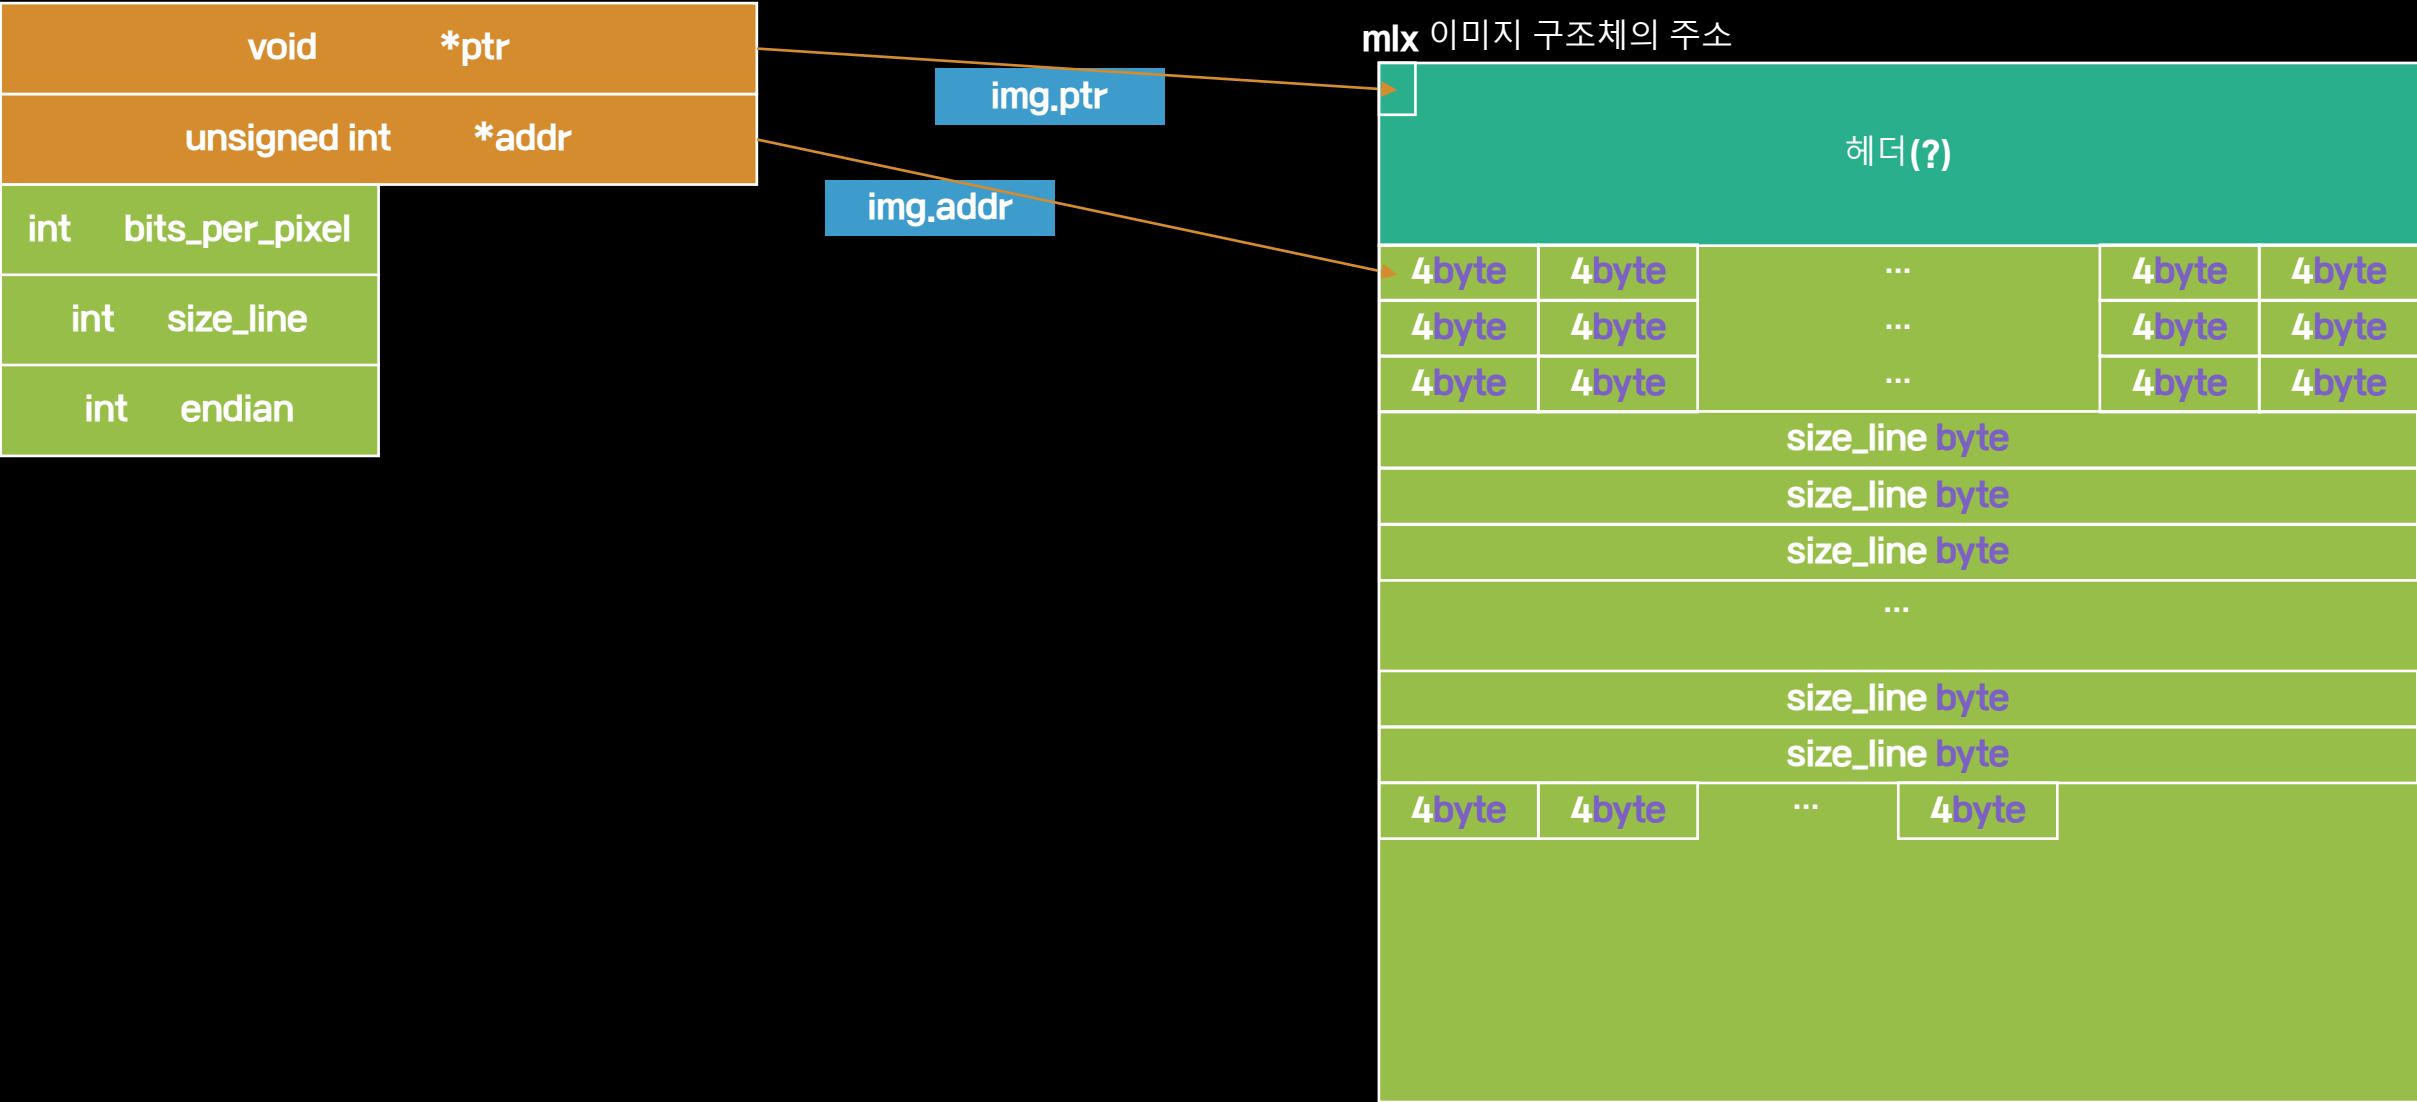 void *ptr
unsigned int *addr
int bits_per_pixel
int size_line
int endian
img.ptr
img.addr
mlx 이미지 구조체의 주소
헤더(?)
4byte 4byte ... 4byte 4byte
4byte 4byte ... 4byte 4byte
4byte 4byte ... 4byte 4byte
size_line byte
size_line byte
size_line byte
...
size_line byte
size_line byte
4byte 4byte ... 4byte